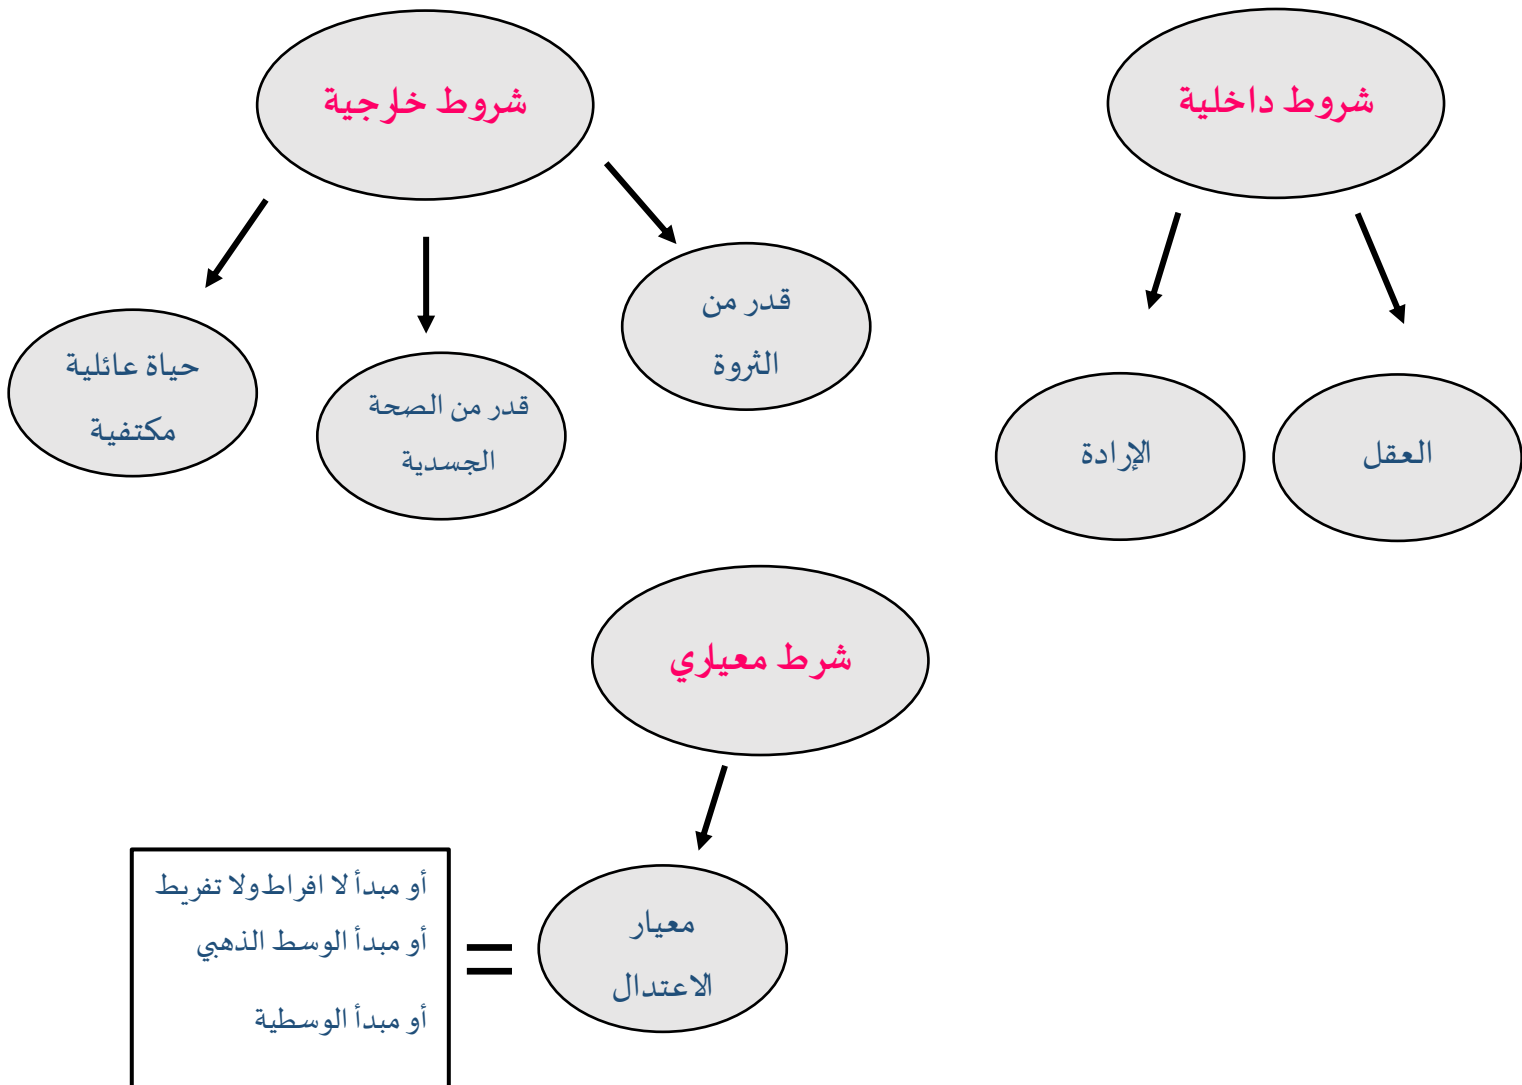 شروط داخلية
شروط خارجية
قدر من
الثروة
حياة عائلية
مكتفية
قدر من الصحة
الجسدية
العقل
الإرادة
شرط معياري
معيار
الاعتدال
=
أو مبدأ لا افراط ولا تفريط
أو مبدأ الوسط الذهبي
أو مبدأ الوسطية